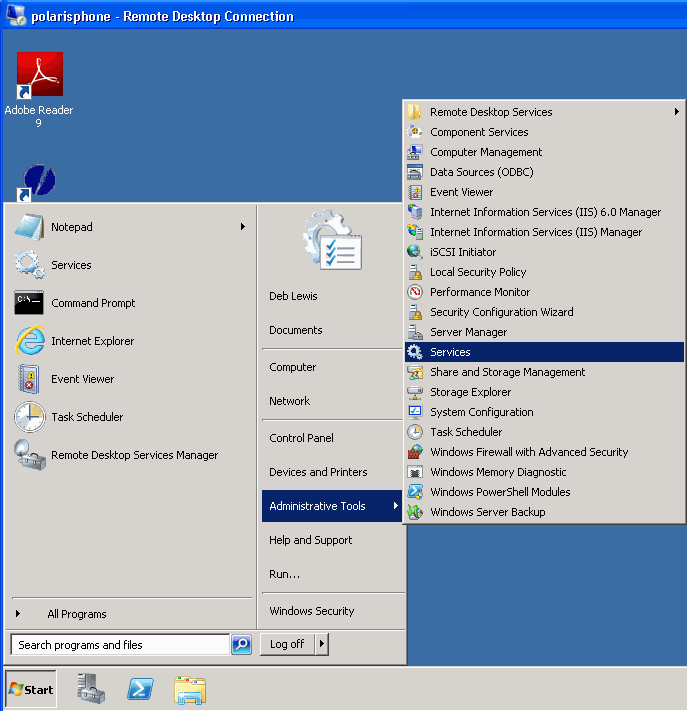 polarisphone - Remote Desktop Connection
Adobe Reader
9
Notepad
Services
C:\_
Command Prompt
Internet Explorer
Event Viewer
Task Scheduler
Remote Desktop Services Manager
All Programs
Search programs and files
Deb Lewis
Documents
Computer
Network
Control Panel
Devices and Printers
Administrative Tools
Help and Support
Run...
Windows Security
Log off
Remote Desktop Services
Component Services
Computer Management
Data Sources (ODBC)
Event Viewer
Internet Information Services (IIS) 6.0 Manager
Internet Information Services (IIS) Manager
iSCSI Initiator
Local Security Policy
Performance Monitor
Security Configuration Wizard
Server Manager
Services
Share and Storage Management
Storage Explorer
System Configuration
Task Scheduler
Windows Firewall with Advanced Security
Windows Memory Diagnostic
Windows PowerShell Modules
Windows Server Backup
Start